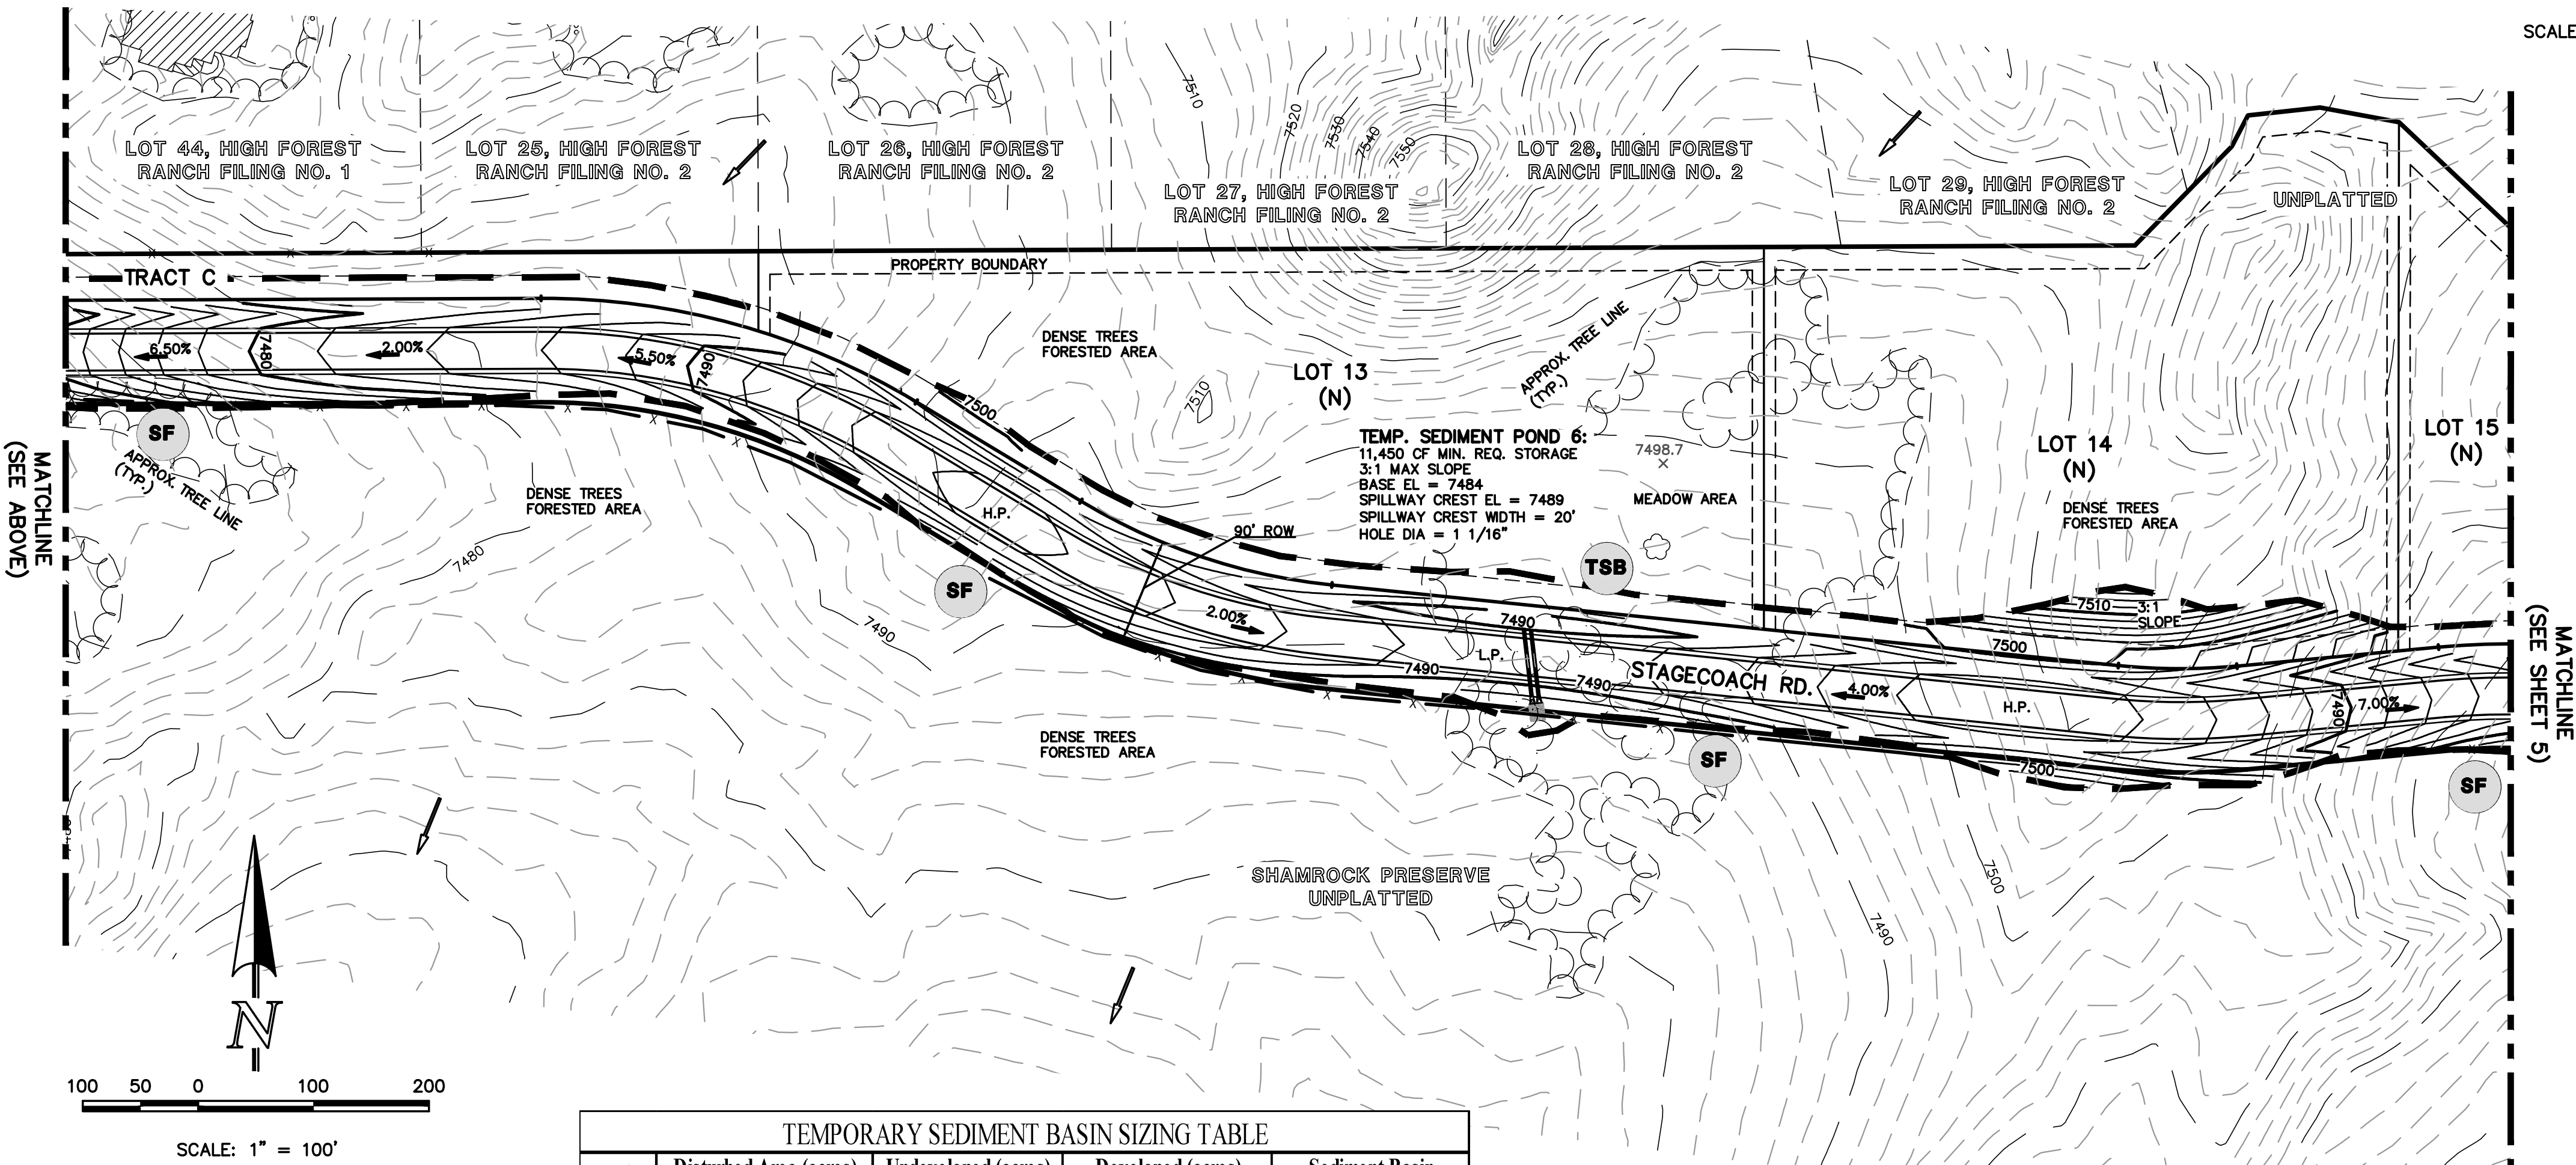 SCALE
7510
7520
7530
7540
7550
LOT 44, HIGH FOREST
RANCH FILING NO. 1
LOT 25, HIGH FOREST
RANCH FILING NO. 2
LOT 26, HIGH FOREST
RANCH FILING NO. 2
LOT 27, HIGH FOREST
RANCH FILING NO. 2
LOT 28, HIGH FOREST
RANCH FILING NO. 2
LOT 29, HIGH FOREST
RANCH FILING NO. 2
UNPLATTED
TRACT C
PROPERTY BOUNDARY
6.50%
7480
2.00%
5.50%
7490
7500
DENSE TREES
FORESTED AREA
7510
LOT 13
(N)
APPROX. TREE LINE
(TYP.)
TEMP. SEDIMENT POND 6:
11,450 CF MIN. REQ. STORAGE
3:1 MAX SLOPE
BASE EL = 7484
SPILLWAY CREST EL = 7489
SPILLWAY CREST WIDTH = 20'
HOLE DIA = 1 1/16"
7498.7
MEADOW AREA
LOT 14
(N)
DENSE TREES
FORESTED AREA
LOT 15
(N)
MATCHLINE
(SEE ABOVE)
SF
APPROX. TREE LINE
(TYP.)
DENSE TREES
FORESTED AREA
7480
H.P.
90' ROW
SF
TSB
7490
2.00%
7490
L.P.
7490
7490
STAGECOACH RD.
4.00%
7500
7510
3:1
SLOPE
H.P.
7490
7.00%
7500
SF
SF
MATCHLINE
(SEE SHEET 5)
DENSE TREES
FORESTED AREA
SHAMROCK PRESERVE
UNPLATTED
7500
7490
N
100 50 0 100 200
SCALE: 1" = 100'
TEMPORARY SEDIMENT BASIN SIZING TABLE
Disturbed Area (acres) Undeveloped (acres) Developed (acres) Sediment Basin